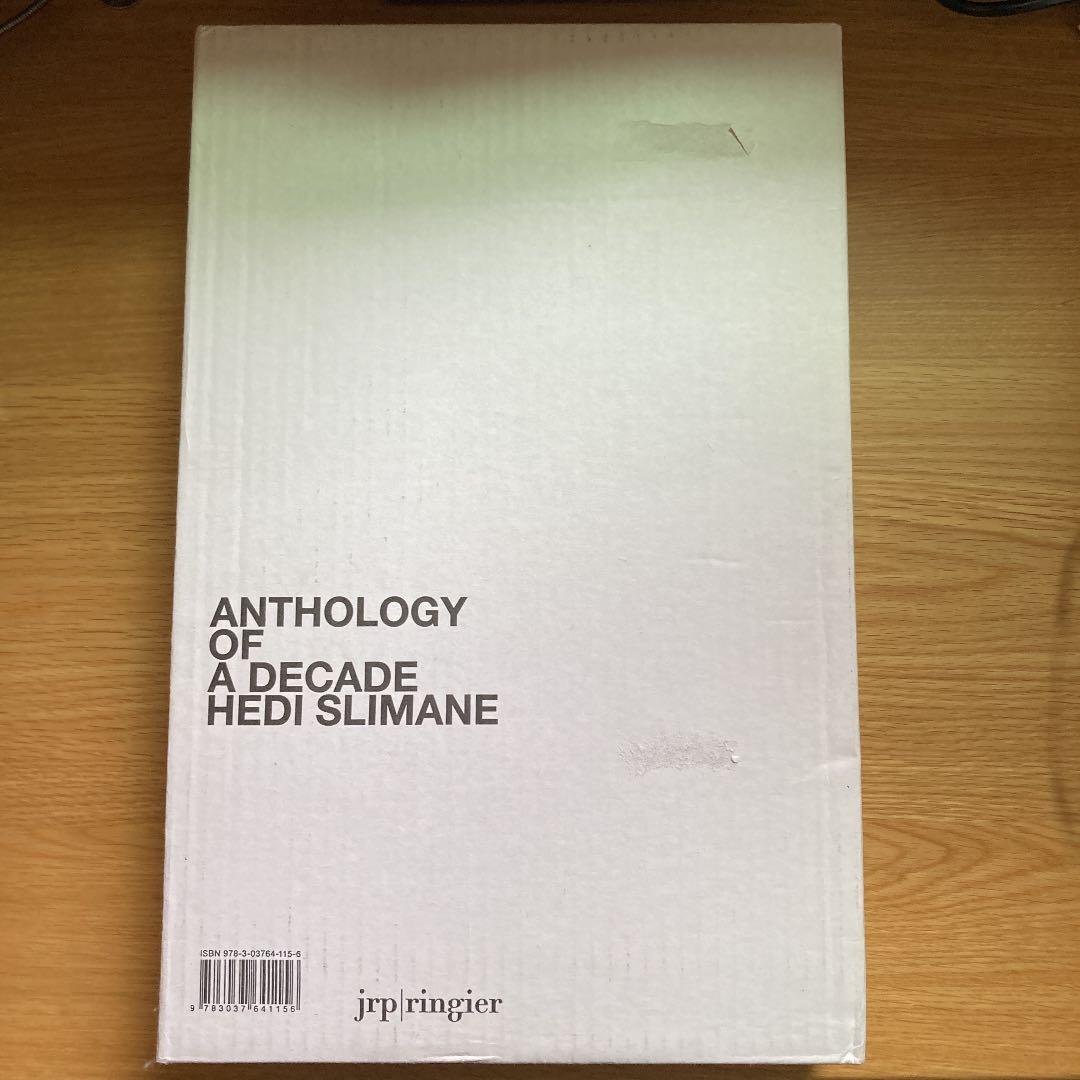 ANTHOLOGY
OF
A DECADE
HEDI SLIMANE
ISBN 978-3-03764-115-6
9 783037 641156
jrp|ringier